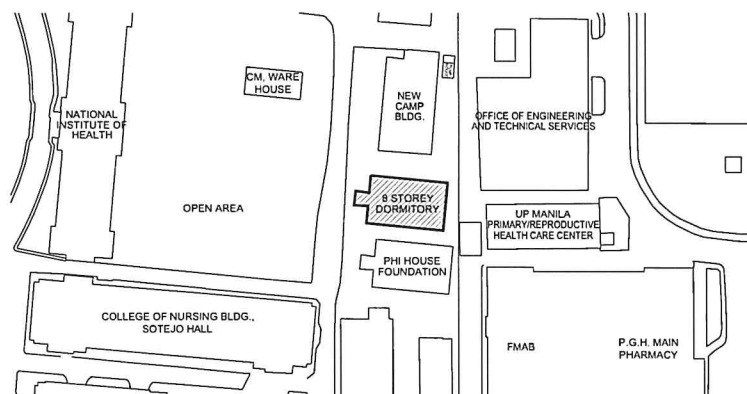 CM, WARE
HOUSE
NEW
CAMP
BLDG.
NATIONAL
INSTITUTE OF
HEALTH
OFFICE OF ENGINEERING
AND TECHNICAL SERVICES
9 STOREY
DORMITORY
OPEN AREA
UP MANILA
PRIMARY/REPRODUCTIVE
HEALTH CARE CENTER
PHI HOUSE
FOUNDATION
COLLEGE OF NURSING BLDG.,
SOTEJO HALL
FMAB
P.G.H. MAIN
PHARMACY